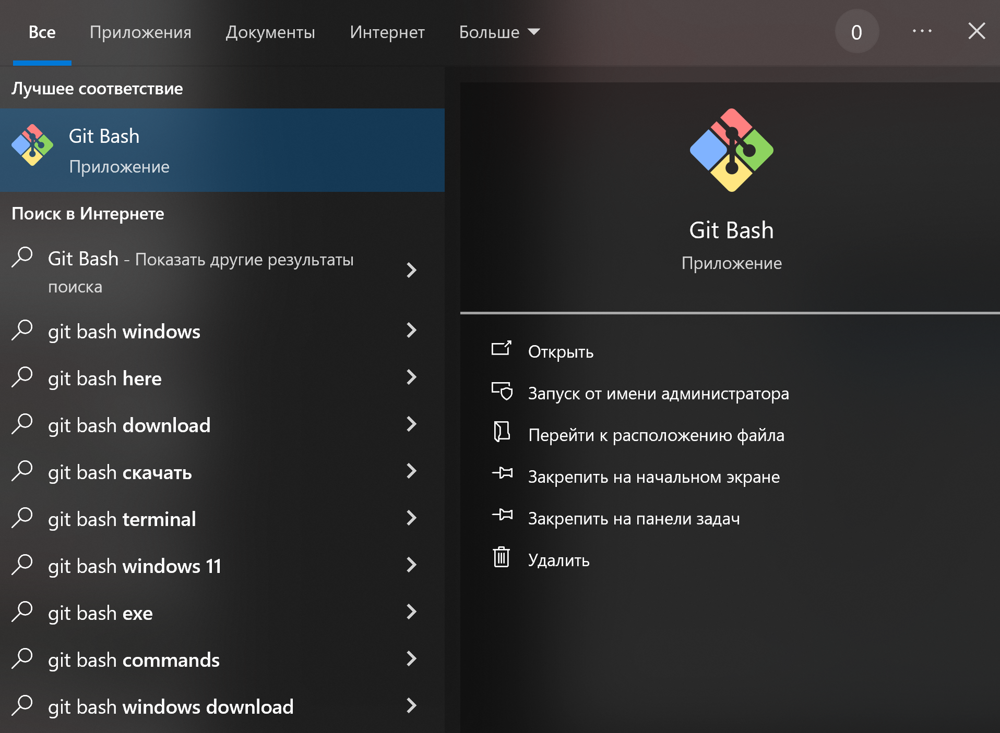 Все Приложения Документы Интернет Больше 0
Лучшее соответствие
Git Bash
Приложение
Поиск в Интернете
Git Bash - Показать другие результаты
поиска
git bash windows
git bash here
git bash download
git bash скачать
git bash terminal
git bash windows 11
git bash exe
git bash commands
git bash windows download
Git Bash
Приложение
Открыть
Запуск от имени администратора
Перейти к расположению файла
Закрепить на начальном экране
Закрепить на панели задач
Удалить